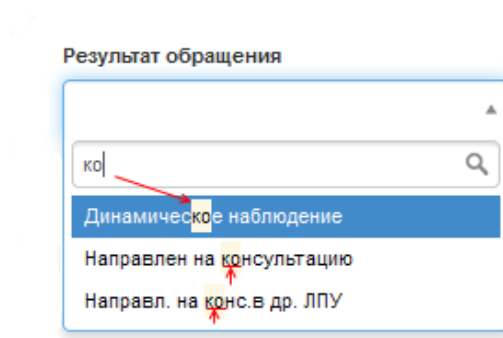 Результат обращения
ко
Динамическое наблюдение
Направлен на консультацию
Направл. на конс.в др. ЛПУ